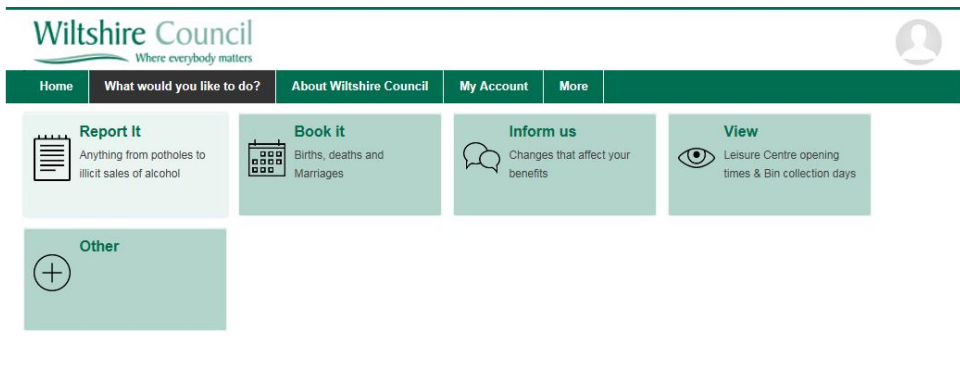 Wiltshire Council
Where everybody matters
Home What would you like to do? About Wiltshire Council My Account More
Report It
Anything from potholes to
illicit sales of alcohol
Book it
Births, deaths and
Marriages
Inform us
Changes that affect your
benefits
View
Leisure Centre opening
times & Bin collection days
Other